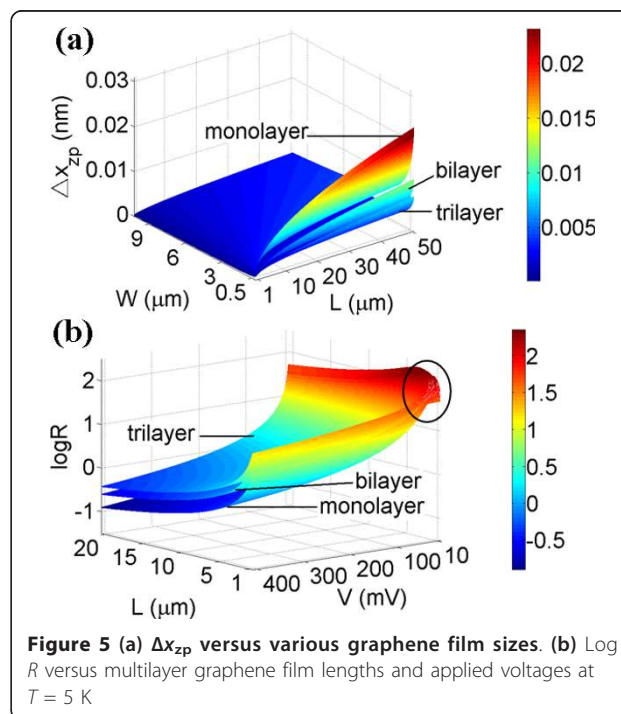 (a)
0.03
0.02
0.01
0
Δx_zp (nm)
monolayer
bilayer
trilayer
9
6
3
0.5
W (μm)
1
10
20
30
40
50
L (μm)
0.02
0.015
0.01
0.005
(b)
2
1
0
-1
logR
trilayer
bilayer
monolayer
20
15
10
5
1
L (μm)
400
300
200
100
10
V (mV)
2
1.5
1
0.5
0
-0.5
Figure 5 (a) Δx_zp versus various graphene film sizes. (b) Log
R versus multilayer graphene film lengths and applied voltages at
T = 5 K